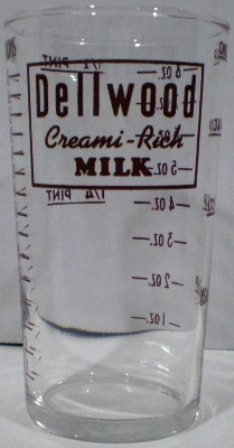 Dellwood
Creami-Rich
MILK
1/2 PINT
6 OZ.
5 OZ.
1/4 PINT
4 OZ.
3 OZ.
2 OZ.
1 OZ.